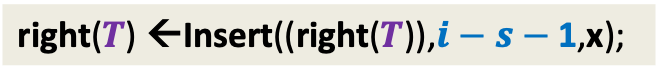 right(T) ←Insert((right(T)),i − s − 1,x);